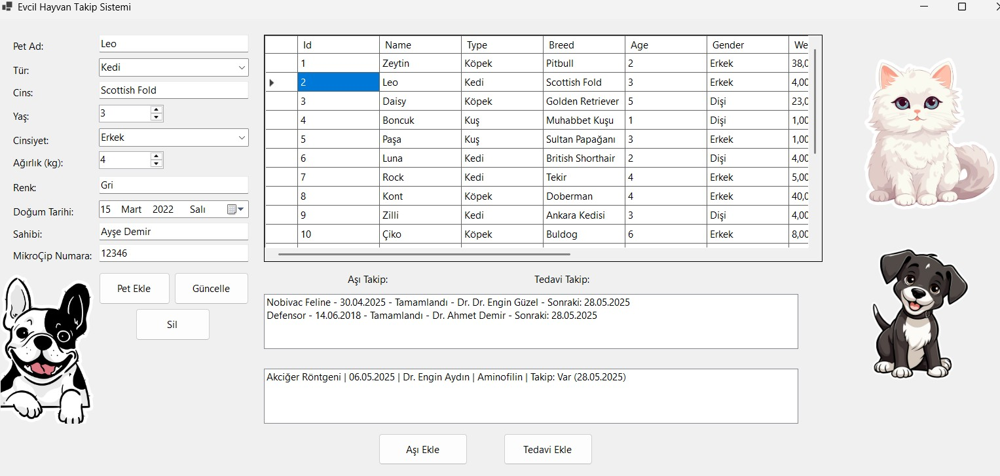 Evcil Hayvan Takip Sistemi
Pet Ad: Leo
Tür: Kedi
Cins: Scottish Fold
Yaş: 3
Cinsiyet: Erkek
Ağırlık (kg): 4
Renk: Gri
Doğum Tarihi: 15 Mart 2022 Salı
Sahibi: Ayşe Demir
MikroÇip Numara: 12346
Pet Ekle Güncelle
Sil
Id Name Type Breed Age Gender We
1 Zeytin Köpek Pitbull 2 Erkek 38,0
2 Leo Kedi Scottish Fold 3 Erkek 4,00
3 Daisy Köpek Golden Retriever 5 Dişi 23,0
4 Boncuk Kuş Muhabbet Kuşu 1 Dişi 1,00
5 Paşa Kuş Sultan Papağanı 3 Erkek 1,00
6 Luna Kedi British Shorthair 2 Dişi 4,00
7 Rock Kedi Tekir 4 Erkek 5,00
8 Kont Köpek Doberman 4 Erkek 40,0
9 Zilli Kedi Ankara Kedisi 3 Dişi 4,00
10 Çiko Köpek Buldog 6 Erkek 8,00
Aşı Takip: Tedavi Takip:
Nobivac Feline - 30.04.2025 - Tamamlandı - Dr. Dr. Engin Güzel - Sonraki: 28.05.2025
Defensor - 14.06.2018 - Tamamlandı - Dr. Ahmet Demir - Sonraki: 28.05.2025
Akciğer Röntgeni | 06.05.2025 | Dr. Engin Aydın | Aminofilin | Takip: Var (28.05.2025)
Aşı Ekle Tedavi Ekle